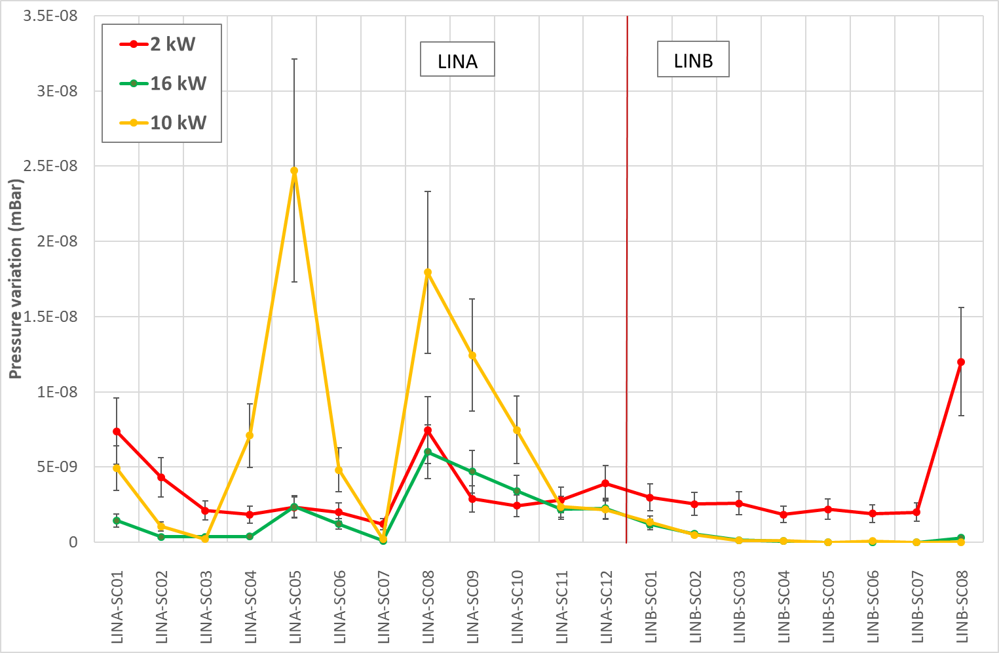 3.5E-08
3E-08
2.5E-08
2E-08
1.5E-08
1E-08
5E-09
0
Pressure variation (mBar)
2 kW
16 kW
10 kW
LINA
LINB
LINA-SC01
LINA-SC02
LINA-SC03
LINA-SC04
LINA-SC05
LINA-SC06
LINA-SC07
LINA-SC08
LINA-SC09
LINA-SC10
LINA-SC11
LINA-SC12
LINB-SC01
LINB-SC02
LINB-SC03
LINB-SC04
LINB-SC05
LINB-SC06
LINB-SC07
LINB-SC08